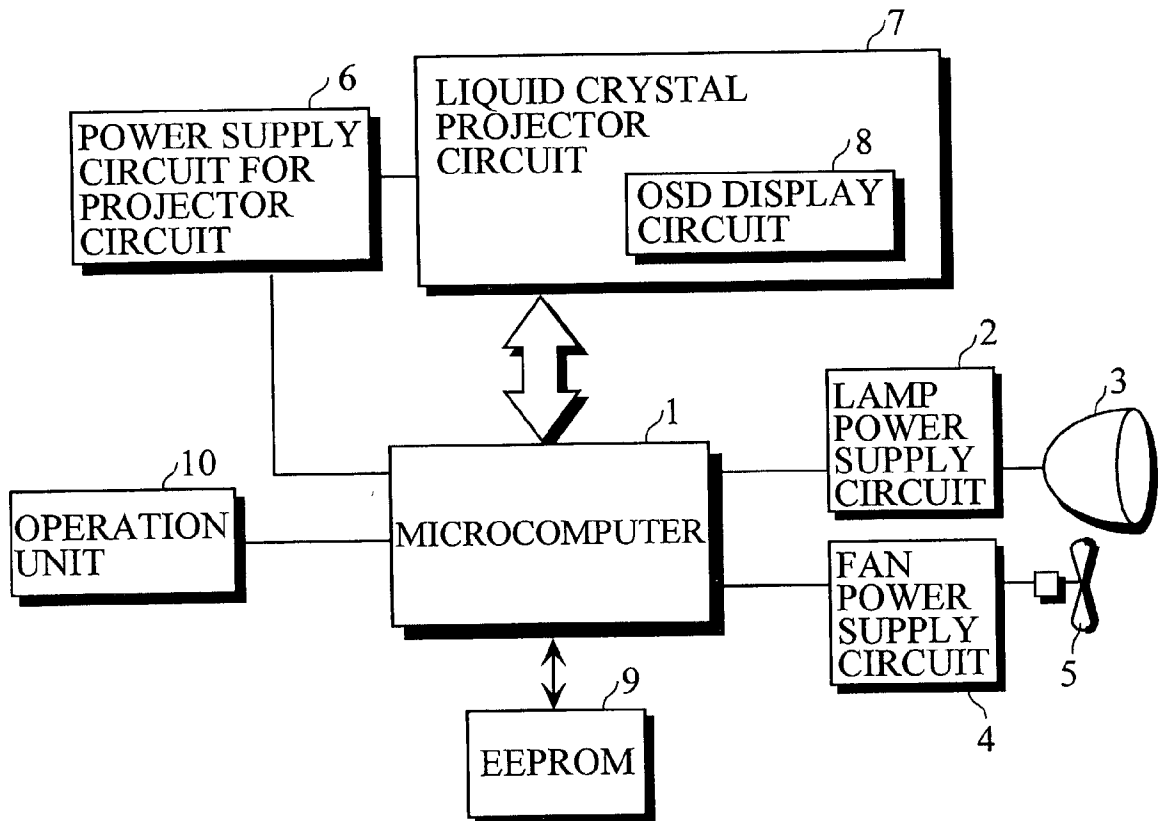 7
LIQUID CRYSTAL
PROJECTOR
CIRCUIT
6
POWER SUPPLY
CIRCUIT FOR
PROJECTOR
CIRCUIT
8
OSD DISPLAY
CIRCUIT
2
LAMP
POWER
SUPPLY
CIRCUIT
3
1
MICROCOMPUTER
10
OPERATION
UNIT
FAN
POWER
SUPPLY
CIRCUIT
4
5
9
EEPROM